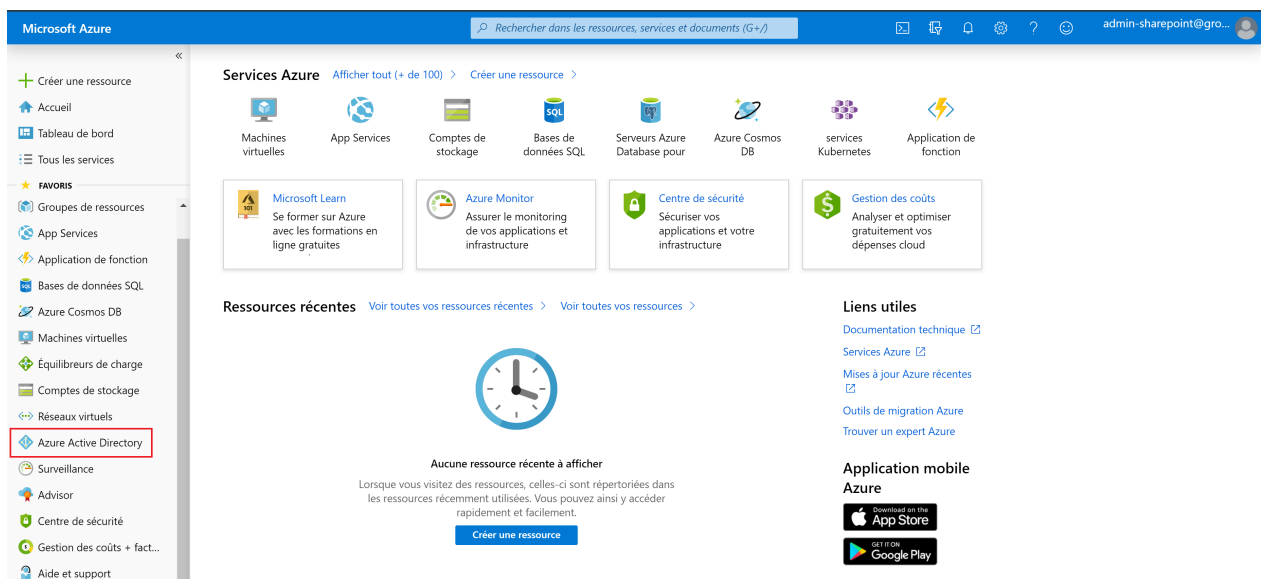 Microsoft Azure
Rechercher dans les ressources, services et documents (G+/)
admin-sharepoint@gro...
«
Créer une ressource
Accueil
Tableau de bord
Tous les services
FAVORIS
Groupes de ressources
App Services
Application de fonction
Bases de données SQL
Azure Cosmos DB
Machines virtuelles
Équilibreurs de charge
Comptes de stockage
Réseaux virtuels
Azure Active Directory
Surveillance
Advisor
Centre de sécurité
Gestion des coûts + fact...
Aide et support
Services Azure Afficher tout (+ de 100) > Créer une ressource >
Machines
virtuelles
App Services
Comptes de
stockage
SQL
Bases de
données SQL
Serveurs Azure
Database pour
Azure Cosmos
DB
services
Kubernetes
Application de
fonction
101
Microsoft Learn
Se former sur Azure
avec les formations en
ligne gratuites
Azure Monitor
Assurer le monitoring
de vos applications et
infrastructure
Centre de sécurité
Sécuriser vos
applications et votre
infrastructure
$
Gestion des coûts
Analyser et optimiser
gratuitement vos
dépenses cloud
Ressources récentes Voir toutes vos ressources récentes > Voir toutes vos ressources >
Aucune ressource récente à afficher
Lorsque vous visitez des ressources, celles-ci sont répertoriées dans
les ressources récemment utilisées. Vous pouvez ainsi y accéder
rapidement et facilement.
Créer une ressource
Liens utiles
Documentation technique
Services Azure
Mises à jour Azure récentes
Outils de migration Azure
Trouver un expert Azure
Application mobile
Azure
Download on the
App Store
GET IT ON
Google Play